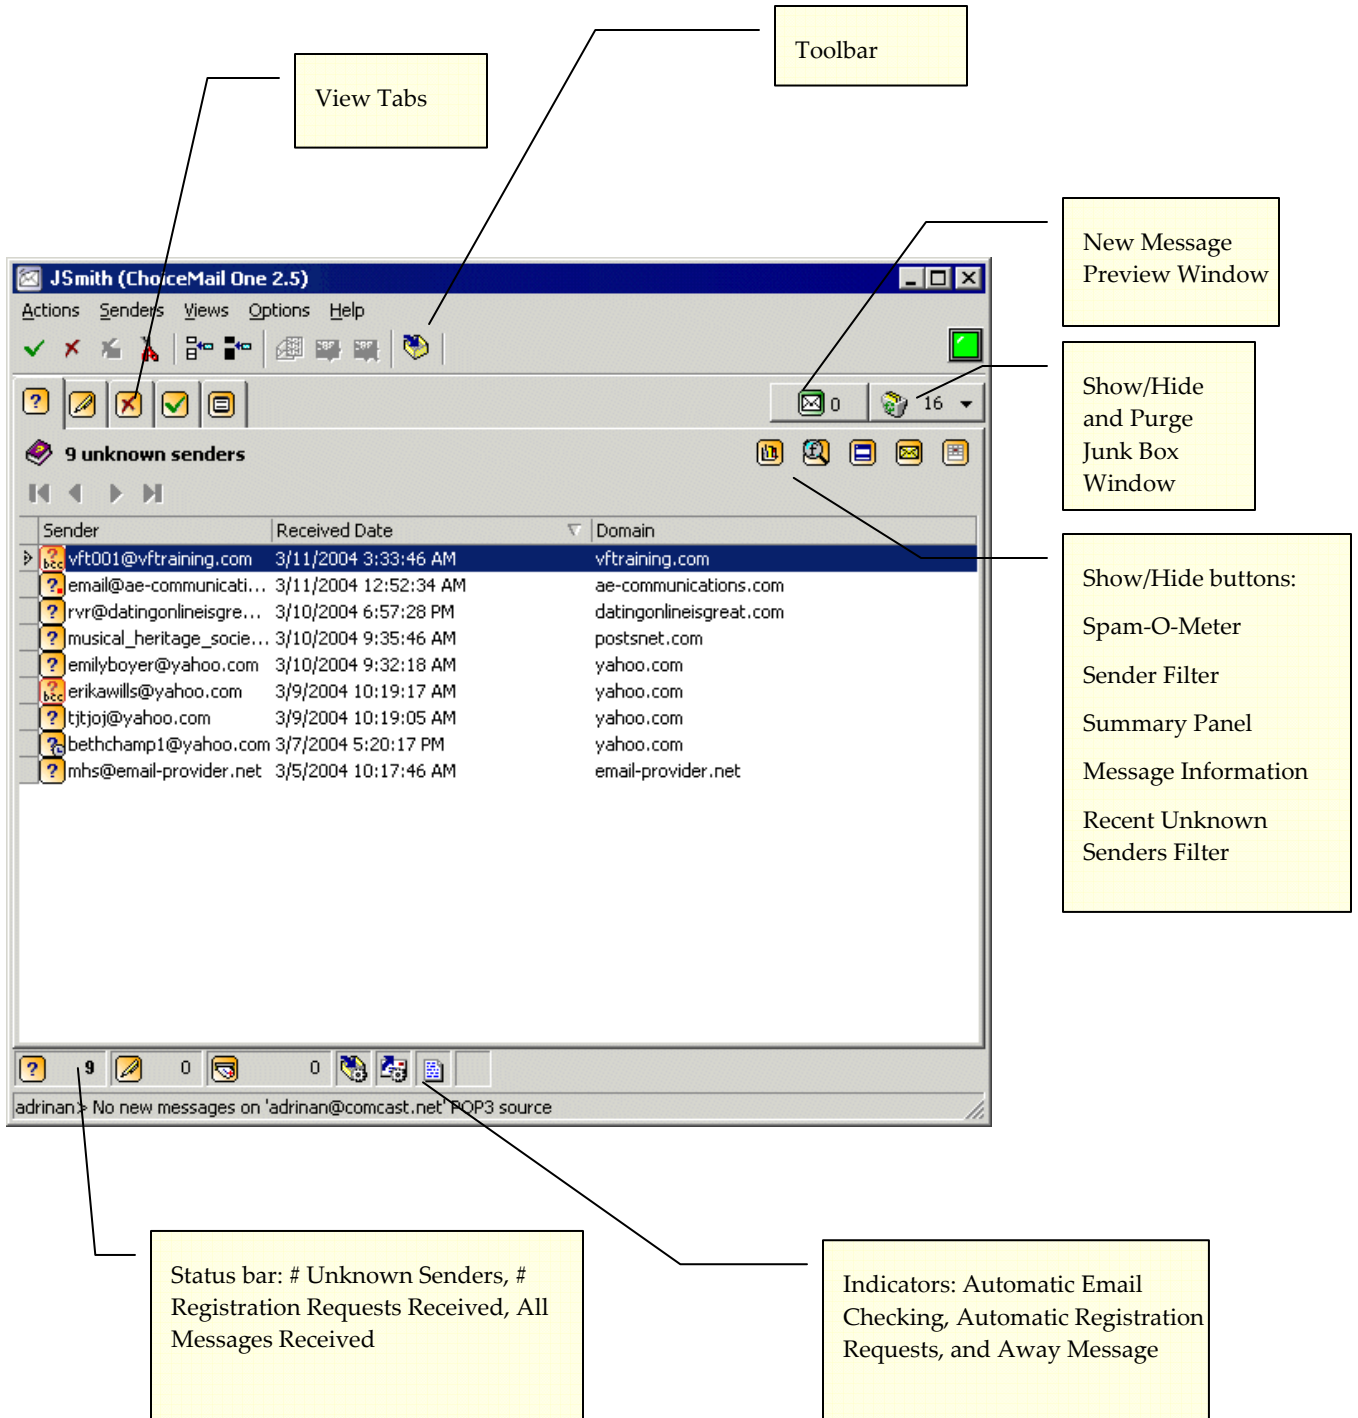 Toolbar
View Tabs
New Message
Preview Window
JSmith (ChoiceMail One 2.5)
Actions Senders Views Options Help
Show/Hide
and Purge
Junk Box
Window
0 16
9 unknown senders
Sender Received Date Domain
vft001@vftraining.com 3/11/2004 3:33:46 AM vftraining.com
email@ae-communicati... 3/11/2004 12:52:34 AM ae-communications.com
rvr@datingonlineisgre... 3/10/2004 6:57:28 PM datingonlineisgreat.com
musical_heritage_socie... 3/10/2004 9:35:46 AM postsnet.com
emilyboyer@yahoo.com 3/10/2004 9:32:18 AM yahoo.com
erikawills@yahoo.com 3/9/2004 10:19:17 AM yahoo.com
tjtjoj@yahoo.com 3/9/2004 10:19:05 AM yahoo.com
bethchamp1@yahoo.com 3/7/2004 5:20:17 PM yahoo.com
mhs@email-provider.net 3/5/2004 10:17:46 AM email-provider.net
Show/Hide buttons:
Spam-O-Meter
Sender Filter
Summary Panel
Message Information
Recent Unknown
Senders Filter
9 0 0
adrinan> No new messages on 'adrinan@comcast.net' POP3 source
Status bar: # Unknown Senders, #
Registration Requests Received, All
Messages Received
Indicators: Automatic Email
Checking, Automatic Registration
Requests, and Away Message